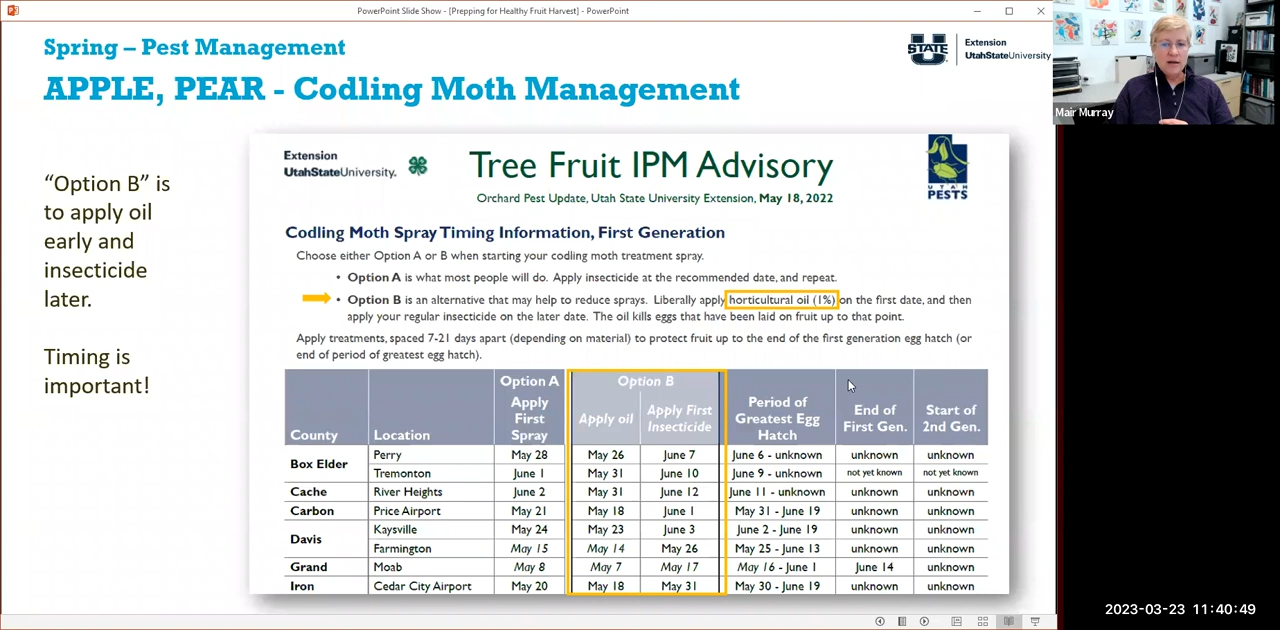 PowerPoint Slide Show - [Prepping for Healthy Fruit Harvest] - PowerPoint
Spring – Pest Management
APPLE, PEAR - Codling Moth Management
U STATE Extension
UtahStateUniversity
Mair Murray
“Option B” is
to apply oil
early and
insecticide
later.
Timing is
important!
Extension
UtahStateUniversity.
Tree Fruit IPM Advisory
UTAH
PESTS
Orchard Pest Update, Utah State University Extension, May 18, 2022
Codling Moth Spray Timing Information, First Generation
Choose either Option A or B when starting your codling moth treatment spray.
• Option A is what most people will do. Apply insecticide at the recommended date, and repeat.
• Option B is an alternative that may help to reduce sprays. Liberally apply horticultural oil (1%) on the first date, and then
apply your regular insecticide on the later date. The oil kills eggs that have been laid on fruit up to that point.
Apply treatments, spaced 7-21 days apart (depending on material) to protect fruit up to the end of the first generation egg hatch (or
end of period of greatest egg hatch).
County Location Option A Apply First Spray Option B Apply oil Apply First Insecticide Period of Greatest Egg Hatch End of First Gen. Start of 2nd Gen.
Box Elder Perry May 28 May 26 June 7 June 6 - unknown unknown unknown
Tremonton June 1 May 31 June 10 June 9 - unknown not yet known not yet known
Cache River Heights June 2 May 31 June 12 June 11 - unknown unknown unknown
Carbon Price Airport May 21 May 18 June 1 May 31 - June 19 unknown unknown
Davis Kaysville May 24 May 23 June 3 June 2 - June 19 unknown unknown
Farmington May 15 May 14 May 26 May 25 - June 13 unknown unknown
Grand Moab May 8 May 7 May 17 May 16 - June 1 June 14 unknown
Iron Cedar City Airport May 20 May 18 May 31 May 30 - June 19 unknown unknown
2023-03-23 11:40:49